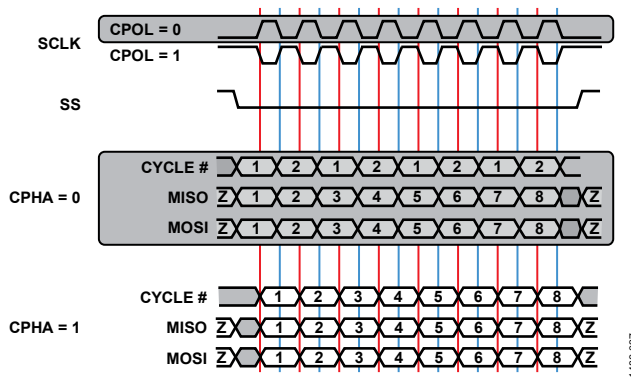 SCLK
CPOL = 0
CPOL = 1
SS
CPHA = 0
CYCLE # 1 2 1 2 1 2 1 2
MISO Z 1 2 3 4 5 6 7 8 Z
MOSI Z 1 2 3 4 5 6 7 8 Z
CPHA = 1
CYCLE # 1 2 3 4 5 6 7 8
MISO Z 1 2 3 4 5 6 7 8 Z
MOSI Z 1 2 3 4 5 6 7 8 Z